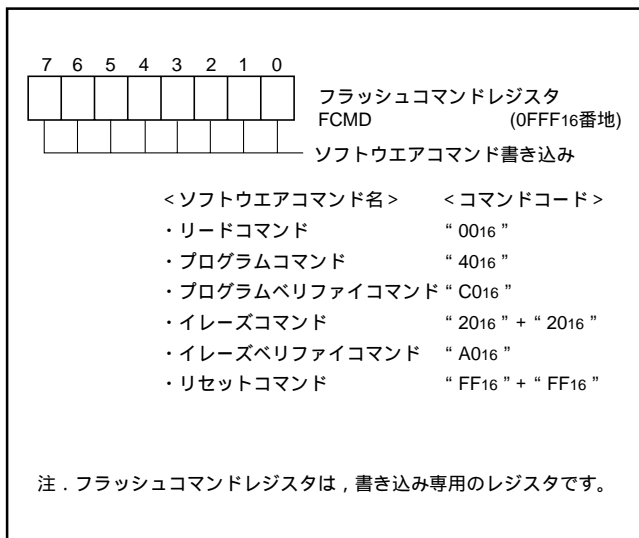 7 6 5 4 3 2 1 0
フラッシュコマンドレジスタ
FCMD (0FFF16番地)
ソフトウエアコマンド書き込み
<ソフトウエアコマンド名> <コマンドコード>
・リードコマンド “ 0016 ”
・プログラムコマンド “ 4016 ”
・プログラムベリファイコマンド “ C016 ”
・イレーズコマンド “ 2016 ” + “ 2016 ”
・イレーズベリファイコマンド “ A016 ”
・リセットコマンド “ FF16 ” + “ FF16 ”
注．フラッシュコマンドレジスタは，書き込み専用のレジスタです。